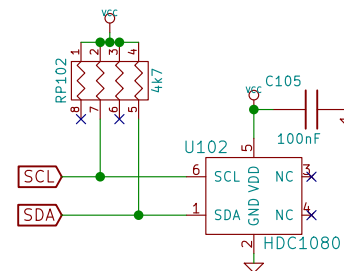 VCC
1 2 3 4
RP102
4k7
8 7 6 5
VCC
C105
100nF
U102
5
SCL
6 SCL VDD NC 3
SDA
1 SDA GND NC 4
2
HDC1080